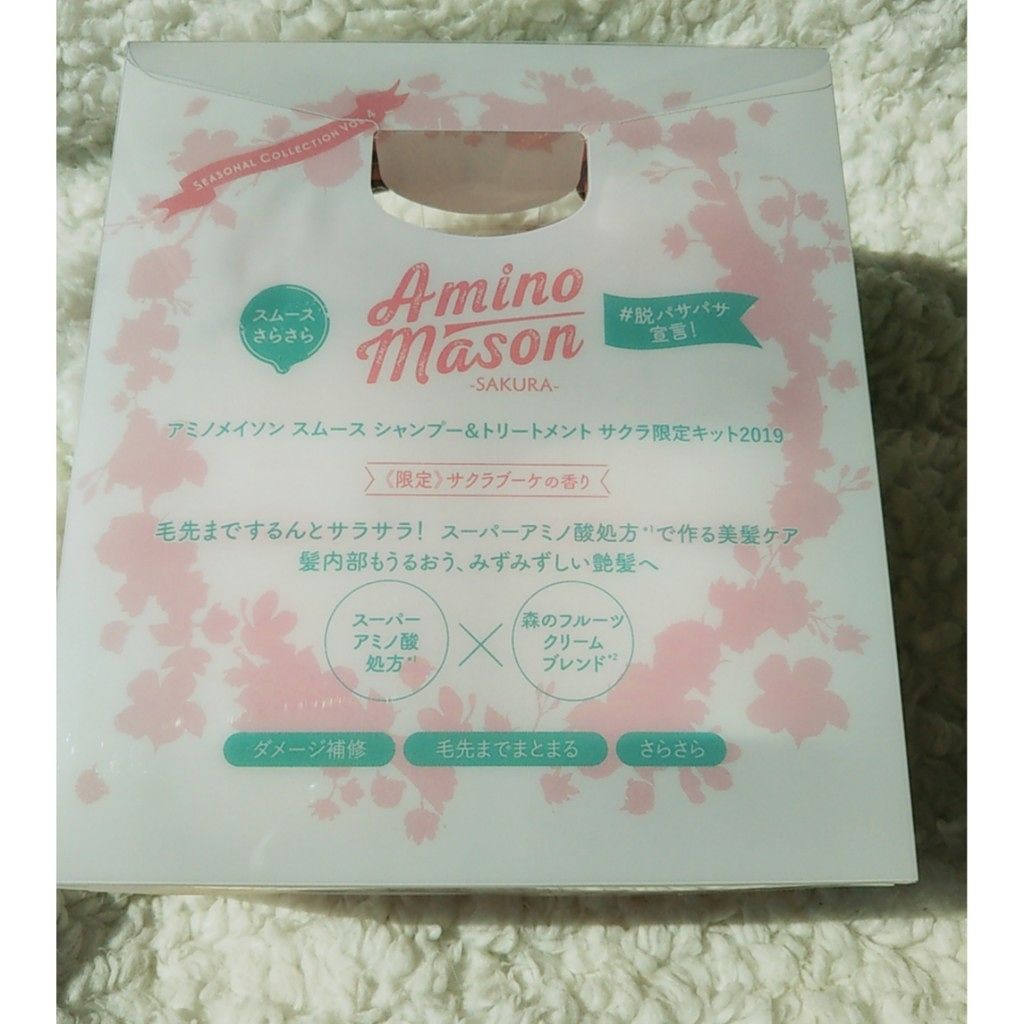 SEASONAL COLLECTION VOL.4
Amino
Mason
-SAKURA-
スムース
さらさら
#脱パサパサ
宣言!
アミノメイソン スムース シャンプー&トリートメント サクラ限定キット2019
《限定》サクラブーケの香り
毛先までするんとサラサラ! スーパーアミノ酸処方*1で作る美髪ケア
髪内部もうるおう、みずみずしい艶髪へ
スーパー
アミノ酸
処方*1
×
森のフルーツ
クリーム
ブレンド*2
ダメージ補修
毛先までまとまる
さらさら